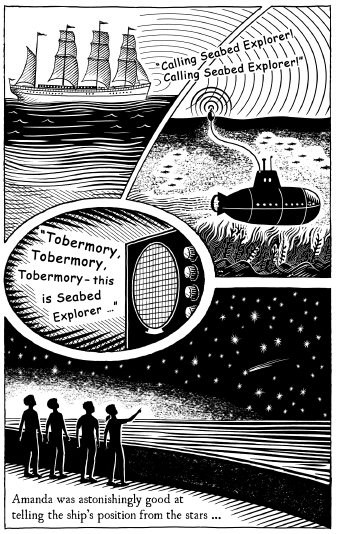 "Calling Seabed Explorer!
Calling Seabed Explorer!"
"Tobermory,
Tobermory,
Tobermory – this
is Seabed
Explorer ..."
Amanda was astonishingly good at
telling the ship's position from the stars ...